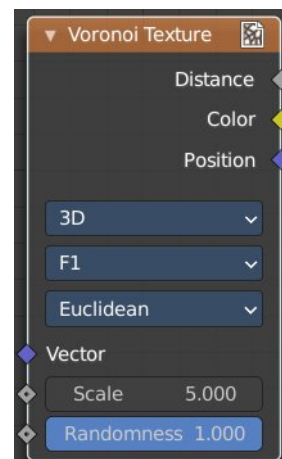 Voronoi Texture
Distance
Color
Position
3D
F1
Euclidean
Vector
Scale 5.000
Randomness 1.000